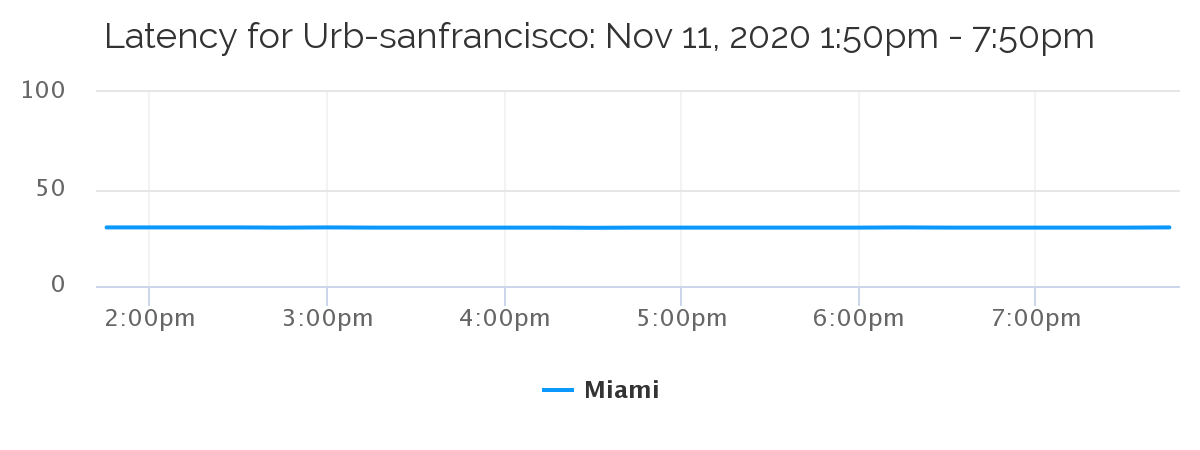 Latency for Urb-sanfrancisco: Nov 11, 2020 1:50pm - 7:50pm
100
50
0
2:00pm 3:00pm 4:00pm 5:00pm 6:00pm 7:00pm
Miami